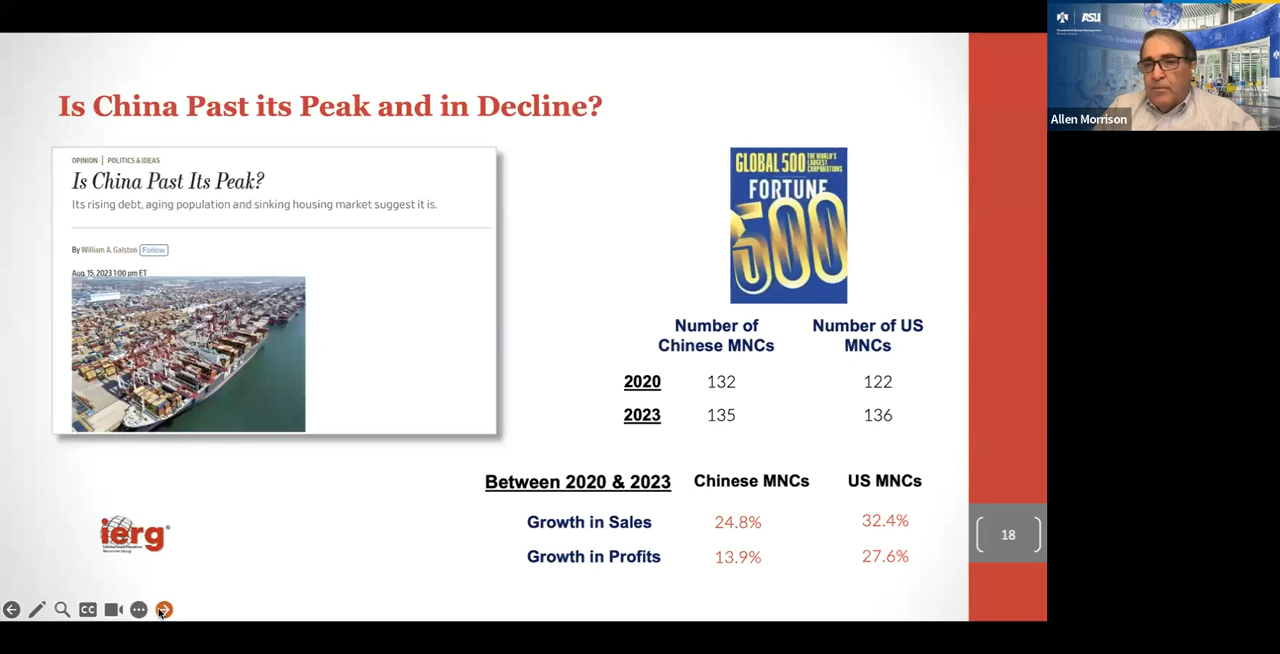 Is China Past its Peak and in Decline?
OPINION | POLITICS & IDEAS
Is China Past Its Peak?
Its rising debt, aging population and sinking housing market suggest it is.
By William A. Galston Follow
Aug. 15, 2023 1:00 pm ET
GLOBAL 500 THE WORLD'S LARGEST CORPORATIONS
FORTUNE
500
Number of Chinese MNCs Number of US MNCs
2020 132 122
2023 135 136
Between 2020 & 2023 Chinese MNCs US MNCs
Growth in Sales 24.8% 32.4%
Growth in Profits 13.9% 27.6%
ierg
18
CC
ASU
Allen Morrison